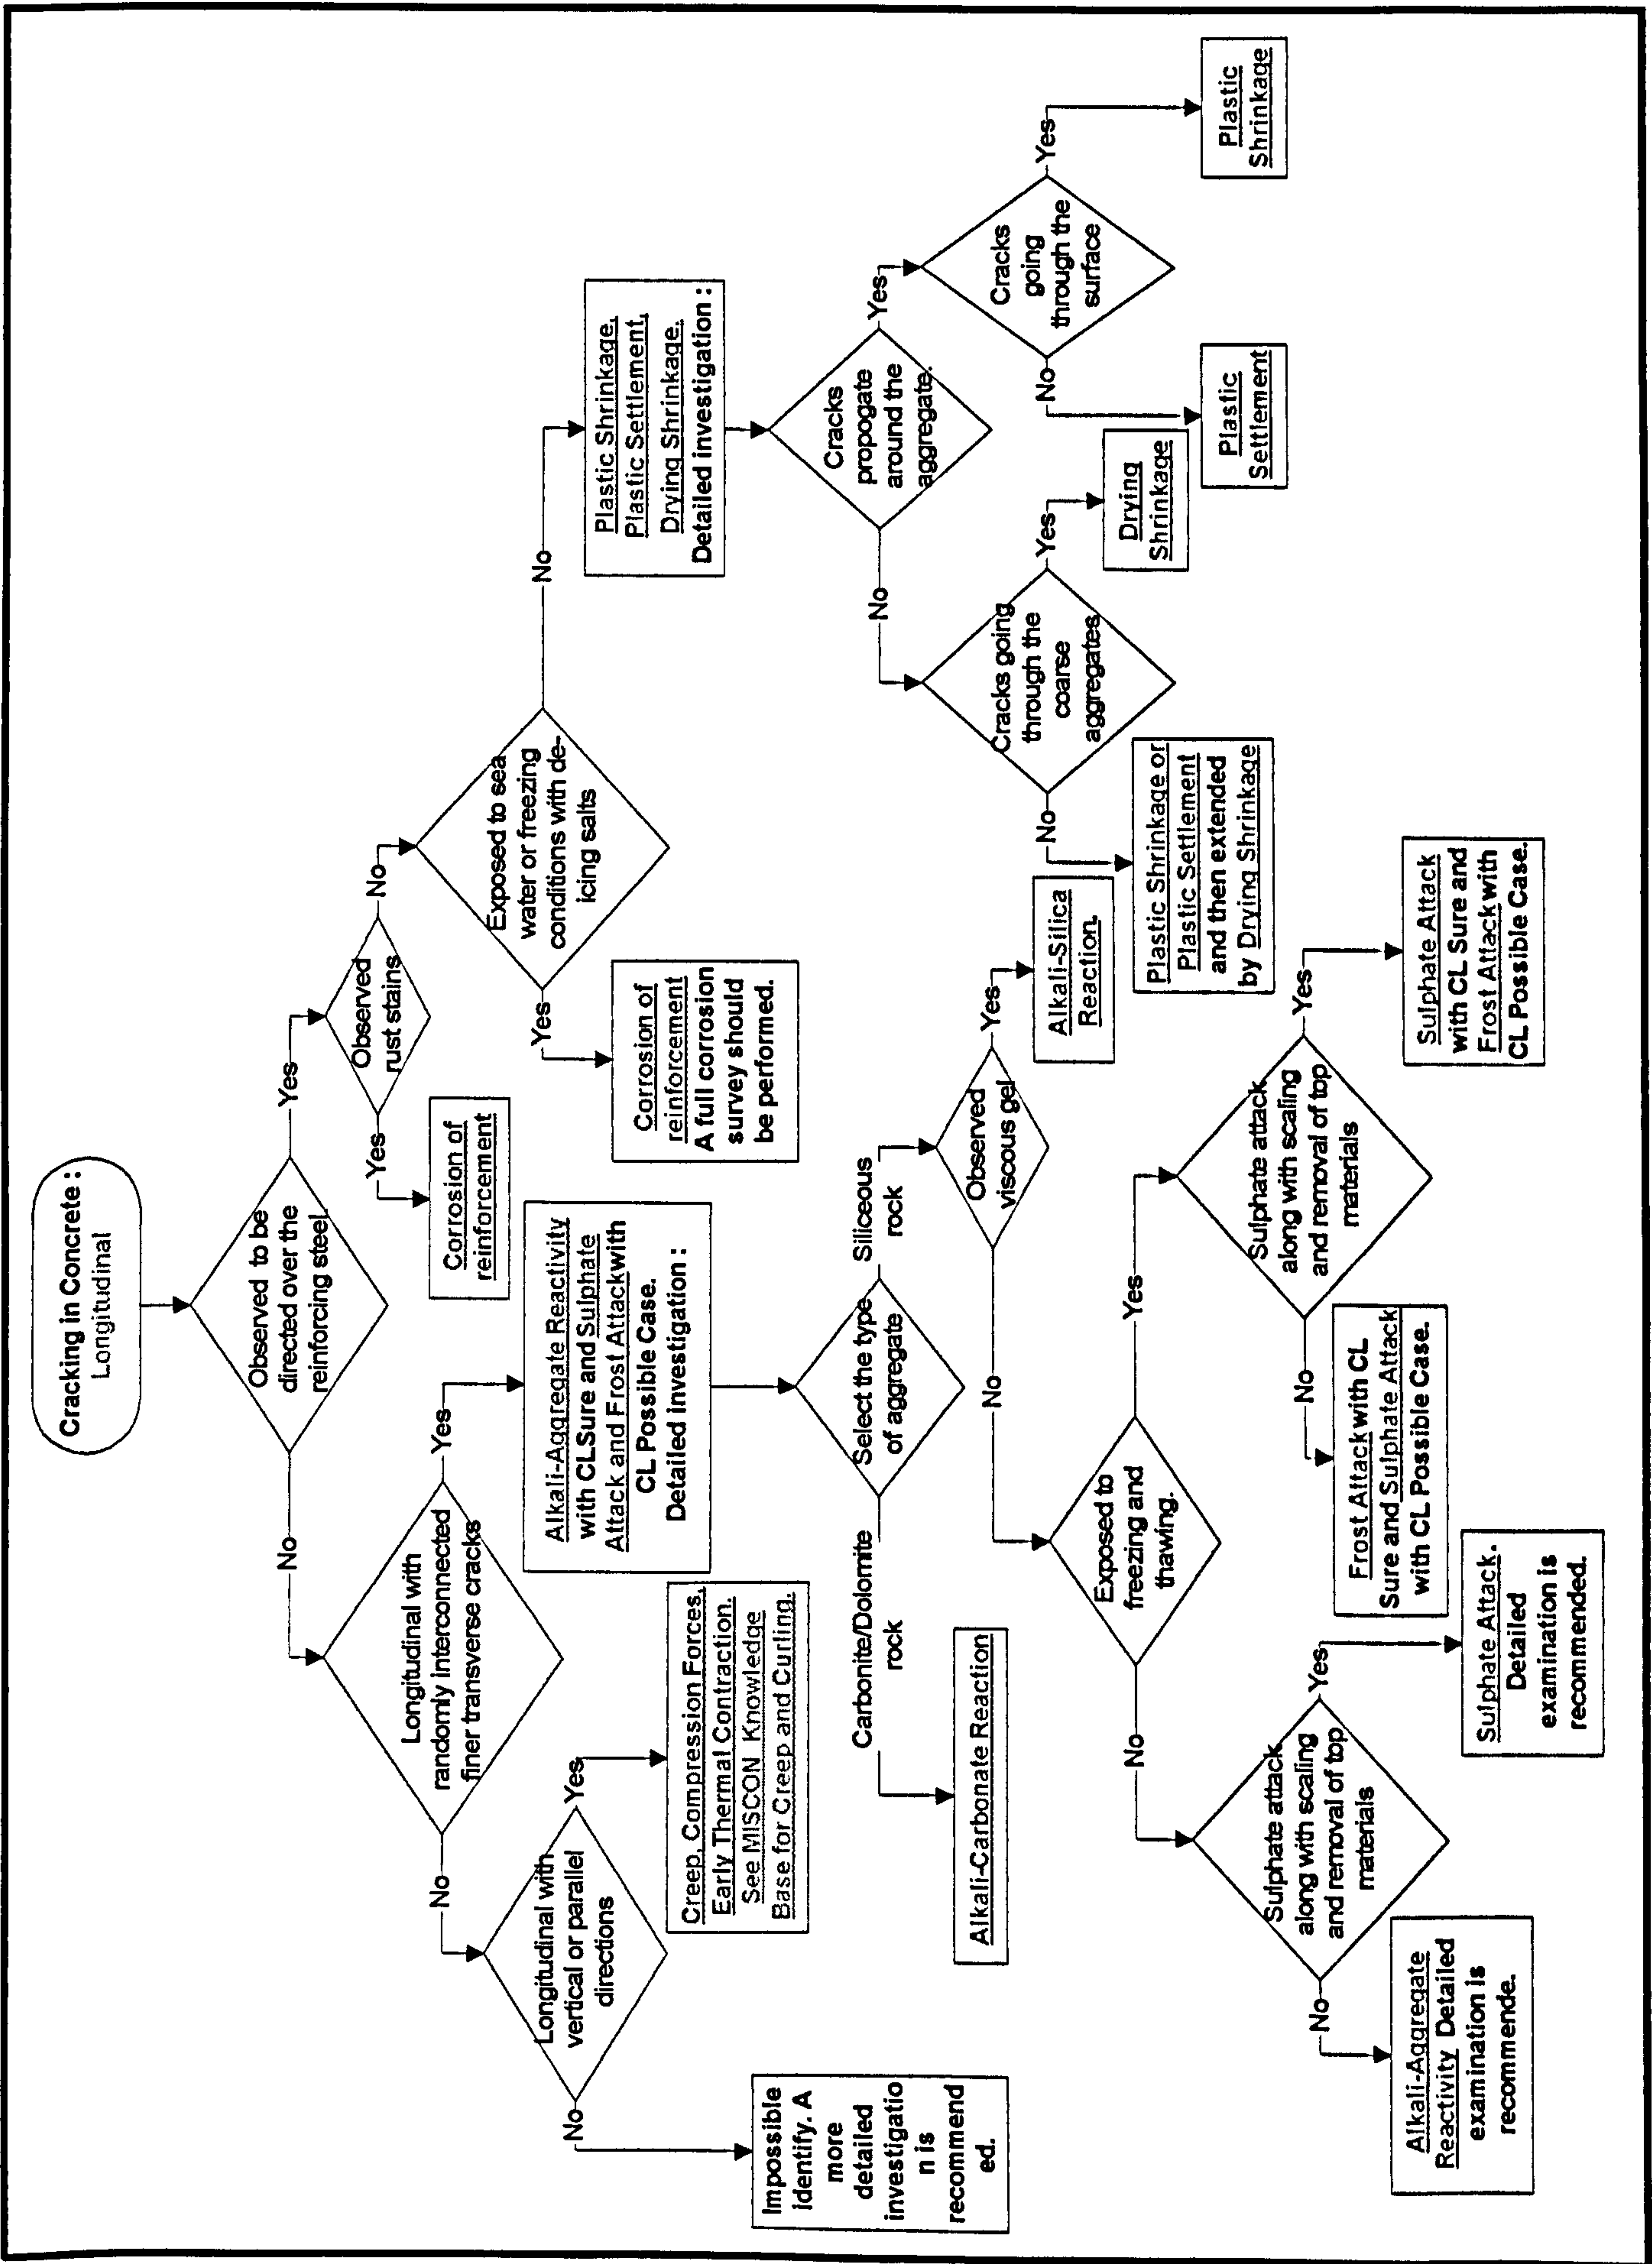 Cracking in Concrete :
Longitudinal
Observed to be
directed over the
reinforcing steel
No
Yes
Longitudinal with
randomly interconnected
finer transverse cracks
Observed
rust stains
No
Yes
Yes
No
Longitudinal with
vertical or parallel
directions
Alkali-Aggregate Reactivity
with CLSure and Sulphate
Attack and Frost Attackwith
CL Possible Case.
Detailed investigation :
Corrosion of
reinforcement
Exposed to sea
water or freezing
conditions with de-
icing salts
No
Yes
Yes
No
Impossible
identify. A
more
detailed
investigatio
n is
recommend
ed.
Creep, Compression Forces,
Early Thermal Contraction.
See MISCON Knowledge
Base for Creep and Curling.
Corrosion of
reinforcement
A full corrosion
survey should
be performed.
Plastic Shrinkage,
Plastic Settlement,
Drying Shrinkage.
Detailed investigation :
Select the type
of aggregate
Carbonite/Dolomite
rock
Siliceous
rock
Cracks
propogate
around the
aggregate.
No
Yes
Alkali-Carbonate Reaction
Observed
viscous gel
No
Yes
Cracks going
through the
coarse
aggregates
No
Yes
Cracks
going
through the
surface
No
Yes
Exposed to
freezing and
thawing.
No
Yes
Alkali-Silica
Reaction.
Plastic Shrinkage or
Plastic Settlement
and then extended
by Drying Shrinkage
Drying
Shrinkage
Plastic
Settlement
Plastic
Shrinkage
Sulphate attack
along with scaling
and removal of top
materials
No
Yes
Sulphate attack
along with scaling
and removal of top
materials
No
Yes
Alkali-Aggregate
Reactivity Detailed
examination is
recommende.
Sulphate Attack.
Detailed
examination is
recommended.
Frost Attackwith CL
Sure and Sulphate Attack
with CL Possible Case.
Sulphate Attack
with CL Sure and
Frost Attackwith
CL Possible Case.